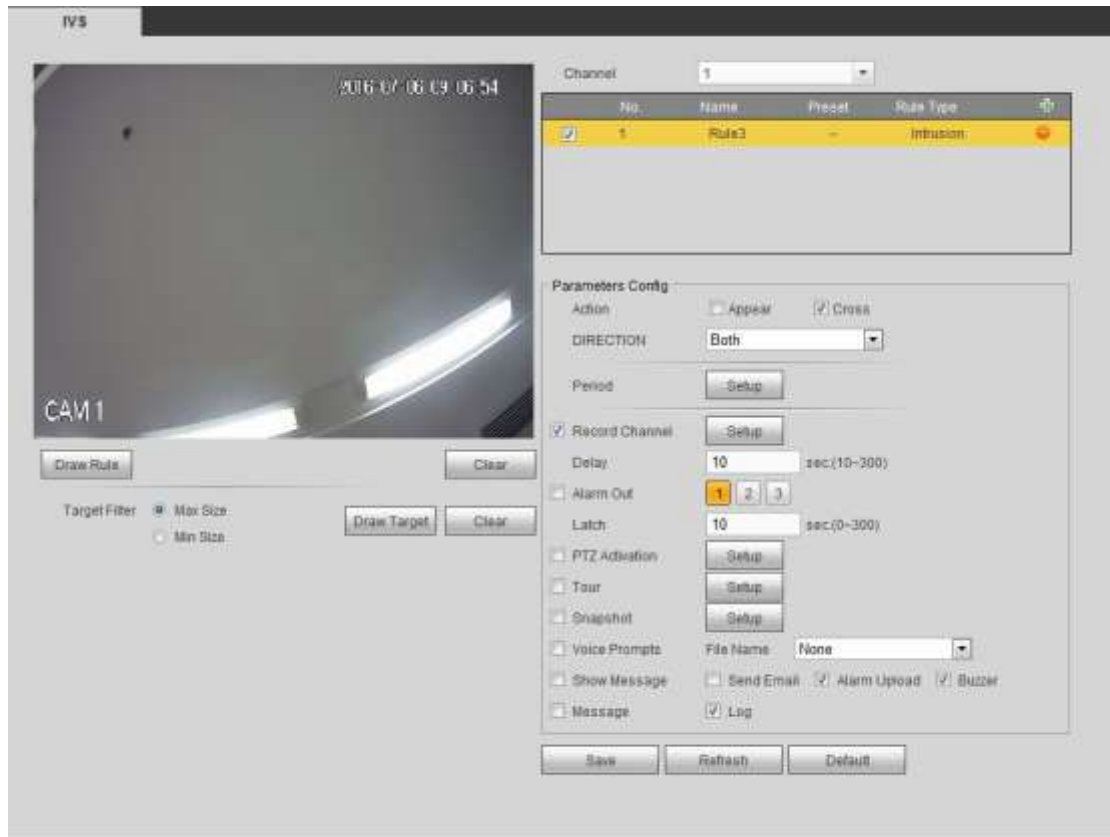 IVS
2016-07-06 09:06:54
CAM 1
Draw Rule Clear
Target Filter Max Size
Min Size
Draw Target Clear
Channel 1
No. Name Preset Rule Type
1 Rule3 -- Intrusion
Parameters Config
Action Appear Cross
DIRECTION Both
Period Setup
Record Channel Setup
Delay 10 sec.(10~300)
Alarm Out 1 2 3
Latch 10 sec.(0~300)
PTZ Activation Setup
Tour Setup
Snapshot Setup
Voice Prompts File Name None
Show Message Send Email Alarm Upload Buzzer
Message Log
Save Refresh Default